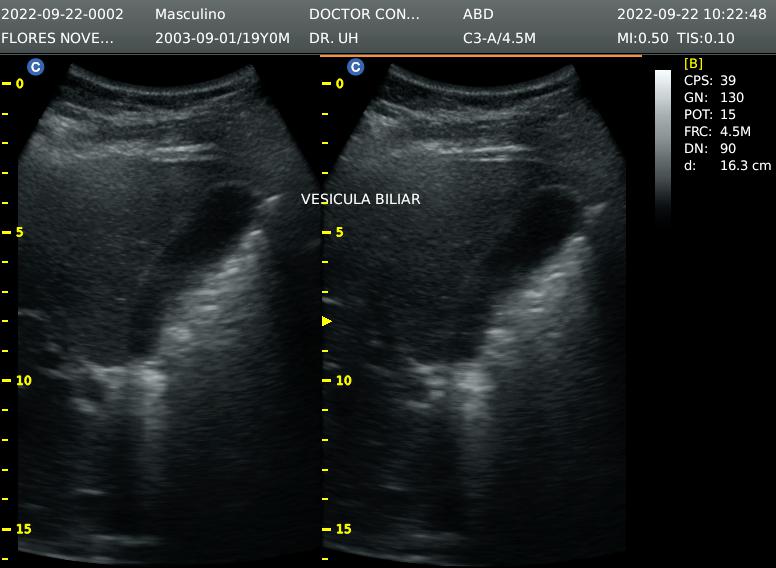 2022-09-22-0002 Masculino DOCTOR CON... ABD 2022-09-22 10:22:48
FLORES NOVE... 2003-09-01/19Y0M DR. UH C3-A/4.5M MI:0.50 TIS:0.10
C C [B]
0 0 CPS: 39
GN: 130
POT: 15
FRC: 4.5M
DN: 90
d: 16.3 cm
VESICULA BILIAR
5 5
10 10
15 15